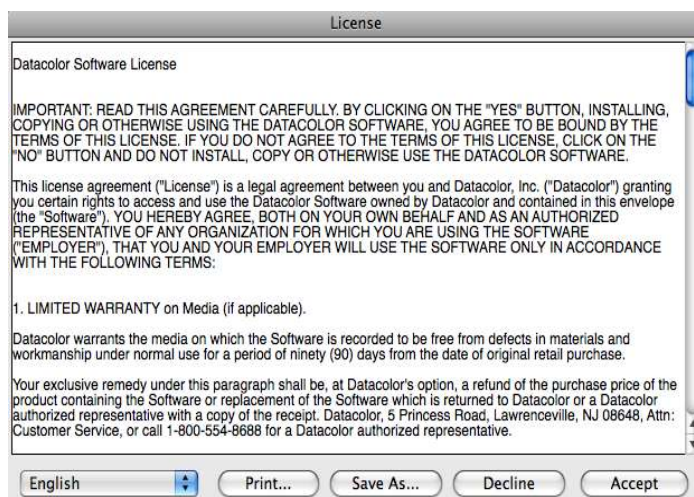 License
Datacolor Software License
IMPORTANT: READ THIS AGREEMENT CAREFULLY. BY CLICKING ON THE "YES" BUTTON, INSTALLING,
COPYING OR OTHERWISE USING THE DATACOLOR SOFTWARE, YOU AGREE TO BE BOUND BY THE
TERMS OF THIS LICENSE. IF YOU DO NOT AGREE TO THE TERMS OF THIS LICENSE, CLICK ON THE
"NO" BUTTON AND DO NOT INSTALL, COPY OR OTHERWISE USE THE DATACOLOR SOFTWARE.
This license agreement ("License") is a legal agreement between you and Datacolor, Inc. ("Datacolor") granting
you certain rights to access and use the Datacolor Software owned by Datacolor and contained in this envelope
(the "Software"). YOU HEREBY AGREE, BOTH ON YOUR OWN BEHALF AND AS AN AUTHORIZED
REPRESENTATIVE OF ANY ORGANIZATION FOR WHICH YOU ARE USING THE SOFTWARE
("EMPLOYER"), THAT YOU AND YOUR EMPLOYER WILL USE THE SOFTWARE ONLY IN ACCORDANCE
WITH THE FOLLOWING TERMS:
1. LIMITED WARRANTY on Media (if applicable).
Datacolor warrants the media on which the Software is recorded to be free from defects in materials and
workmanship under normal use for a period of ninety (90) days from the date of original retail purchase.
Your exclusive remedy under this paragraph shall be, at Datacolor's option, a refund of the purchase price of the
product containing the Software or replacement of the Software which is returned to Datacolor or a Datacolor
authorized representative with a copy of the receipt. Datacolor, 5 Princess Road, Lawrenceville, NJ 08648, Attn:
Customer Service, or call 1-800-554-8688 for a Datacolor authorized representative.
English Print... Save As... Decline Accept